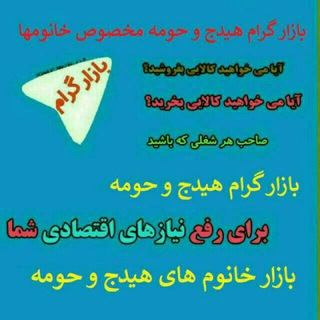 بازار گرام هیدج و حومه مخصوص خانومها
بازار گرام
آیا می خواهید کالایی بفروشید؟
آیا می خواهید کالایی بخرید؟
صاحب هر شغلی که باشید
بازار گرام هیدج و حومه
برای رفع نیازهای اقتصادی شما
بازار خانوم های هیدج و حومه